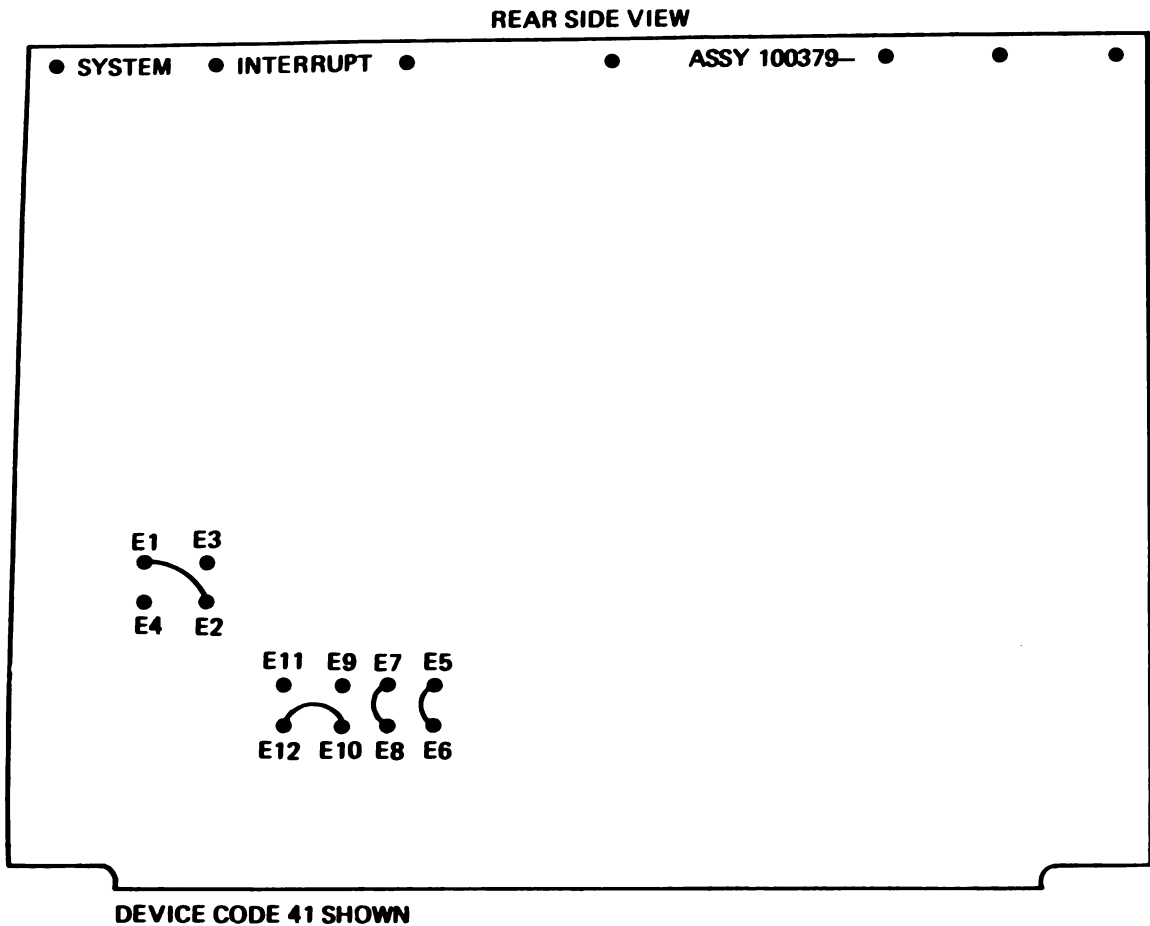 REAR SIDE VIEW
SYSTEM INTERRUPT ASSY 100379–
E1 E3
E4 E2
E11 E9 E7 E5
E12 E10 E8 E6
DEVICE CODE 41 SHOWN